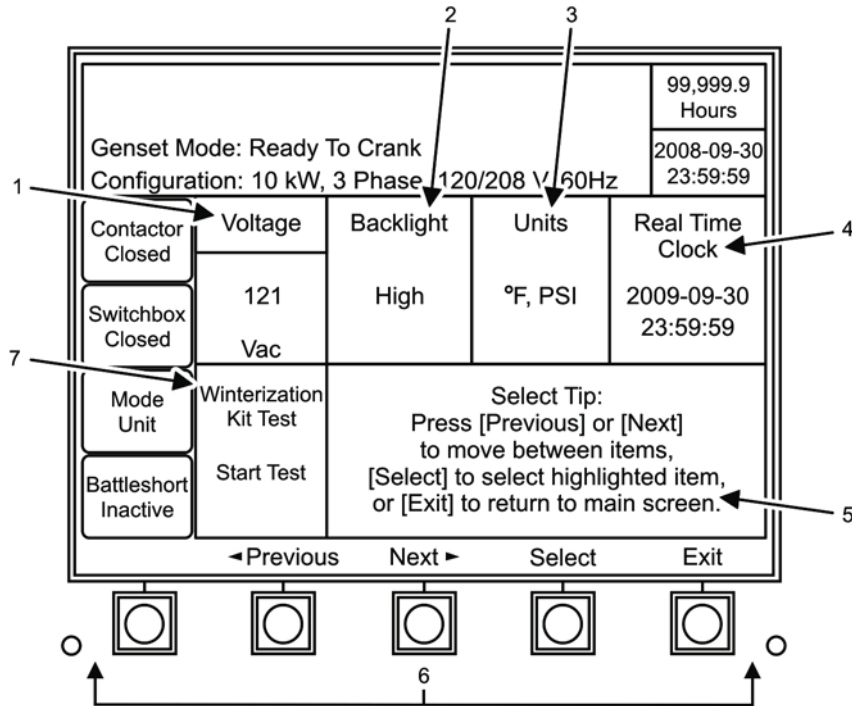 2
3
99,999.9
Hours
Genset Mode: Ready To Crank
2008-09-30
Configuration: 10 kW, 3 Phase, 120/208 V, 60Hz
23:59:59
1
Contactor
Closed
Voltage
Backlight
Units
Real Time
Clock
4
Switchbox
Closed
121
Vac
High
°F, PSI
2009-09-30
23:59:59
7
Mode
Unit
Winterization
Kit Test
Start Test
Select Tip:
Press [Previous] or [Next]
to move between items,
[Select] to select highlighted item,
or [Exit] to return to main screen.
Battleshort
Inactive
5
◄Previous
Next ►
Select
Exit
6